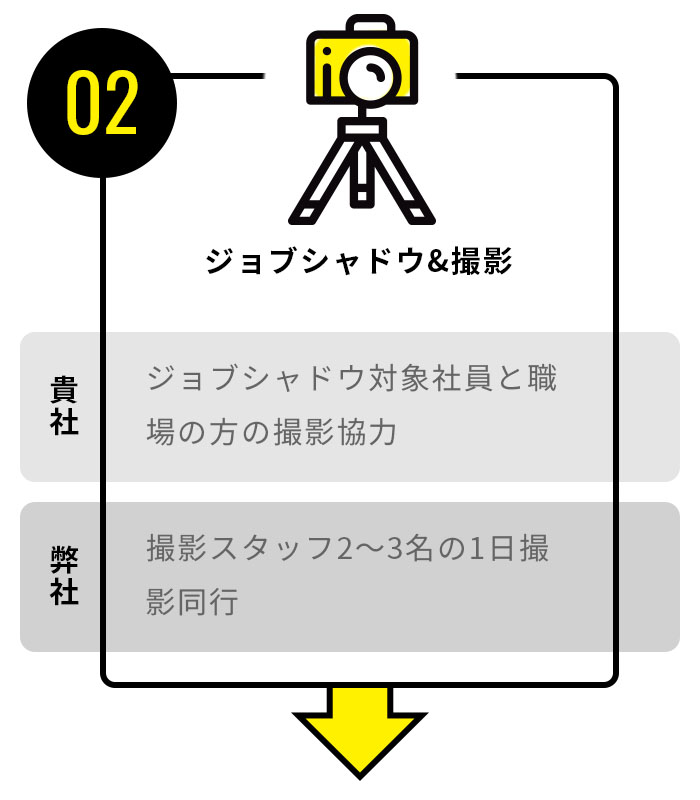 02
ジョブシャドウ&撮影
貴社
ジョブシャドウ対象社員と職
場の方の撮影協力
弊社
撮影スタッフ2〜3名の1日撮
影同行